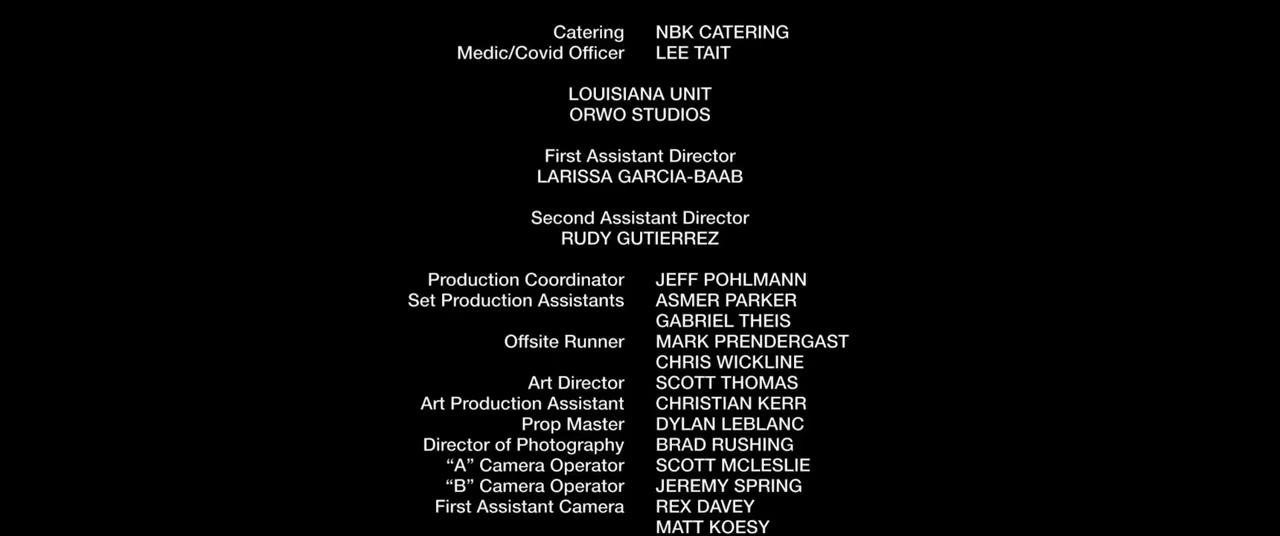 Catering NBK CATERING
Medic/Covid Officer LEE TAIT
LOUISIANA UNIT
ORWO STUDIOS
First Assistant Director
LARISSA GARCIA-BAAB
Second Assistant Director
RUDY GUTIERREZ
Production Coordinator JEFF POHLMANN
Set Production Assistants ASMER PARKER
GABRIEL THEIS
Offsite Runner MARK PRENDERGAST
CHRIS WICKLINE
Art Director SCOTT THOMAS
Art Production Assistant CHRISTIAN KERR
Prop Master DYLAN LEBLANC
Director of Photography BRAD RUSHING
“A” Camera Operator SCOTT MCLESLIE
“B” Camera Operator JEREMY SPRING
First Assistant Camera REX DAVEY
MATT KOESY